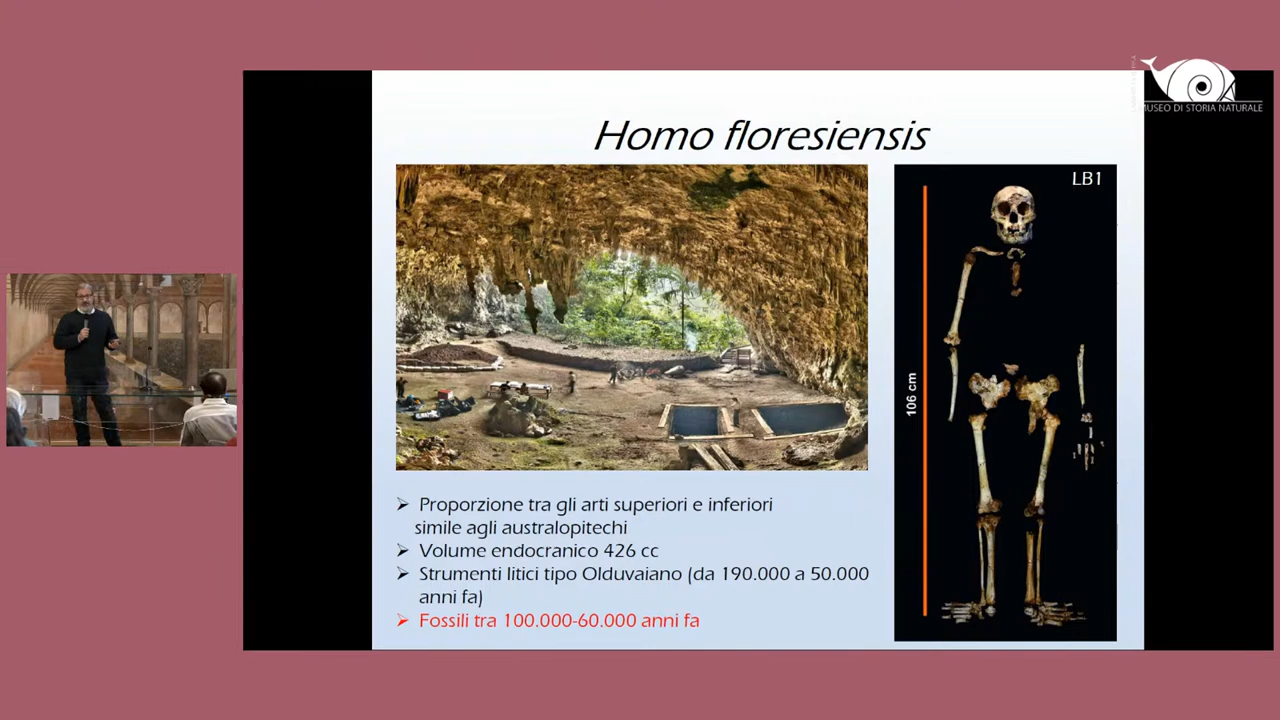 MUSEO DI STORIA NATURALE
Homo floresiensis
LB1
106 cm
➢ Proporzione tra gli arti superiori e inferiori
simile agli australopitechi
➢ Volume endocranico 426 cc
➢ Strumenti litici tipo Olduvaiano (da 190.000 a 50.000
anni fa)
➢ Fossili tra 100.000-60.000 anni fa